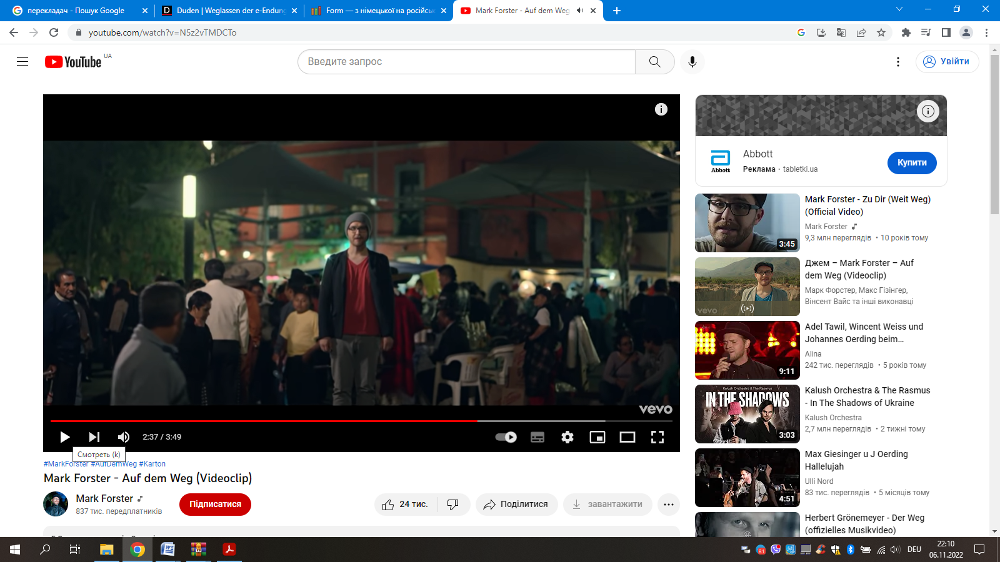 перекладач - Пошук Google
Duden | Weglassen der e-Endung
Form — з німецької на російськ
Mark Forster - Auf dem Weg
youtube.com/watch?v=N5z2vTMDCTo
YouTube UA
Введите запрос
Увійти
vevo
2:37 / 3:49
Смотреть (k)
#MarkForster #AufDemWeg #Karton
Mark Forster - Auf dem Weg (Videoclip)
Mark Forster
837 тис. передплатників
Підписатися
24 тис.
Поділитися
завантажити
Abbott
Abbott
Реклама · tabletki.ua
Купити
3:45
Mark Forster - Zu Dir (Weit Weg)
(Official Video)
Mark Forster
9,3 млн переглядів • 10 років тому
vevo
Джем – Mark Forster – Auf
dem Weg (Videoclip)
Марк Форстер, Макс Гізінгер,
Вінсент Вайс та інші виконавці
9:11
Adel Tawil, Wincent Weiss und
Johannes Oerding beim…
Alina
242 тис. переглядів • 5 років тому
Kalush Orchestra & The Rasmus
IN THE SHADOWS
3:03
Kalush Orchestra & The Rasmus
- In The Shadows of Ukraine
Kalush Orchestra
2,7 млн переглядів • 2 тижні тому
4:51
Max Giesinger u J Oerding
Hallelujah
Ulli Nord
83 тис. переглядів • 5 місяців тому
Herbert Grönemeyer - Der Weg
(offizielles Musikvideo)
81
DEU
22:10
06.11.2022